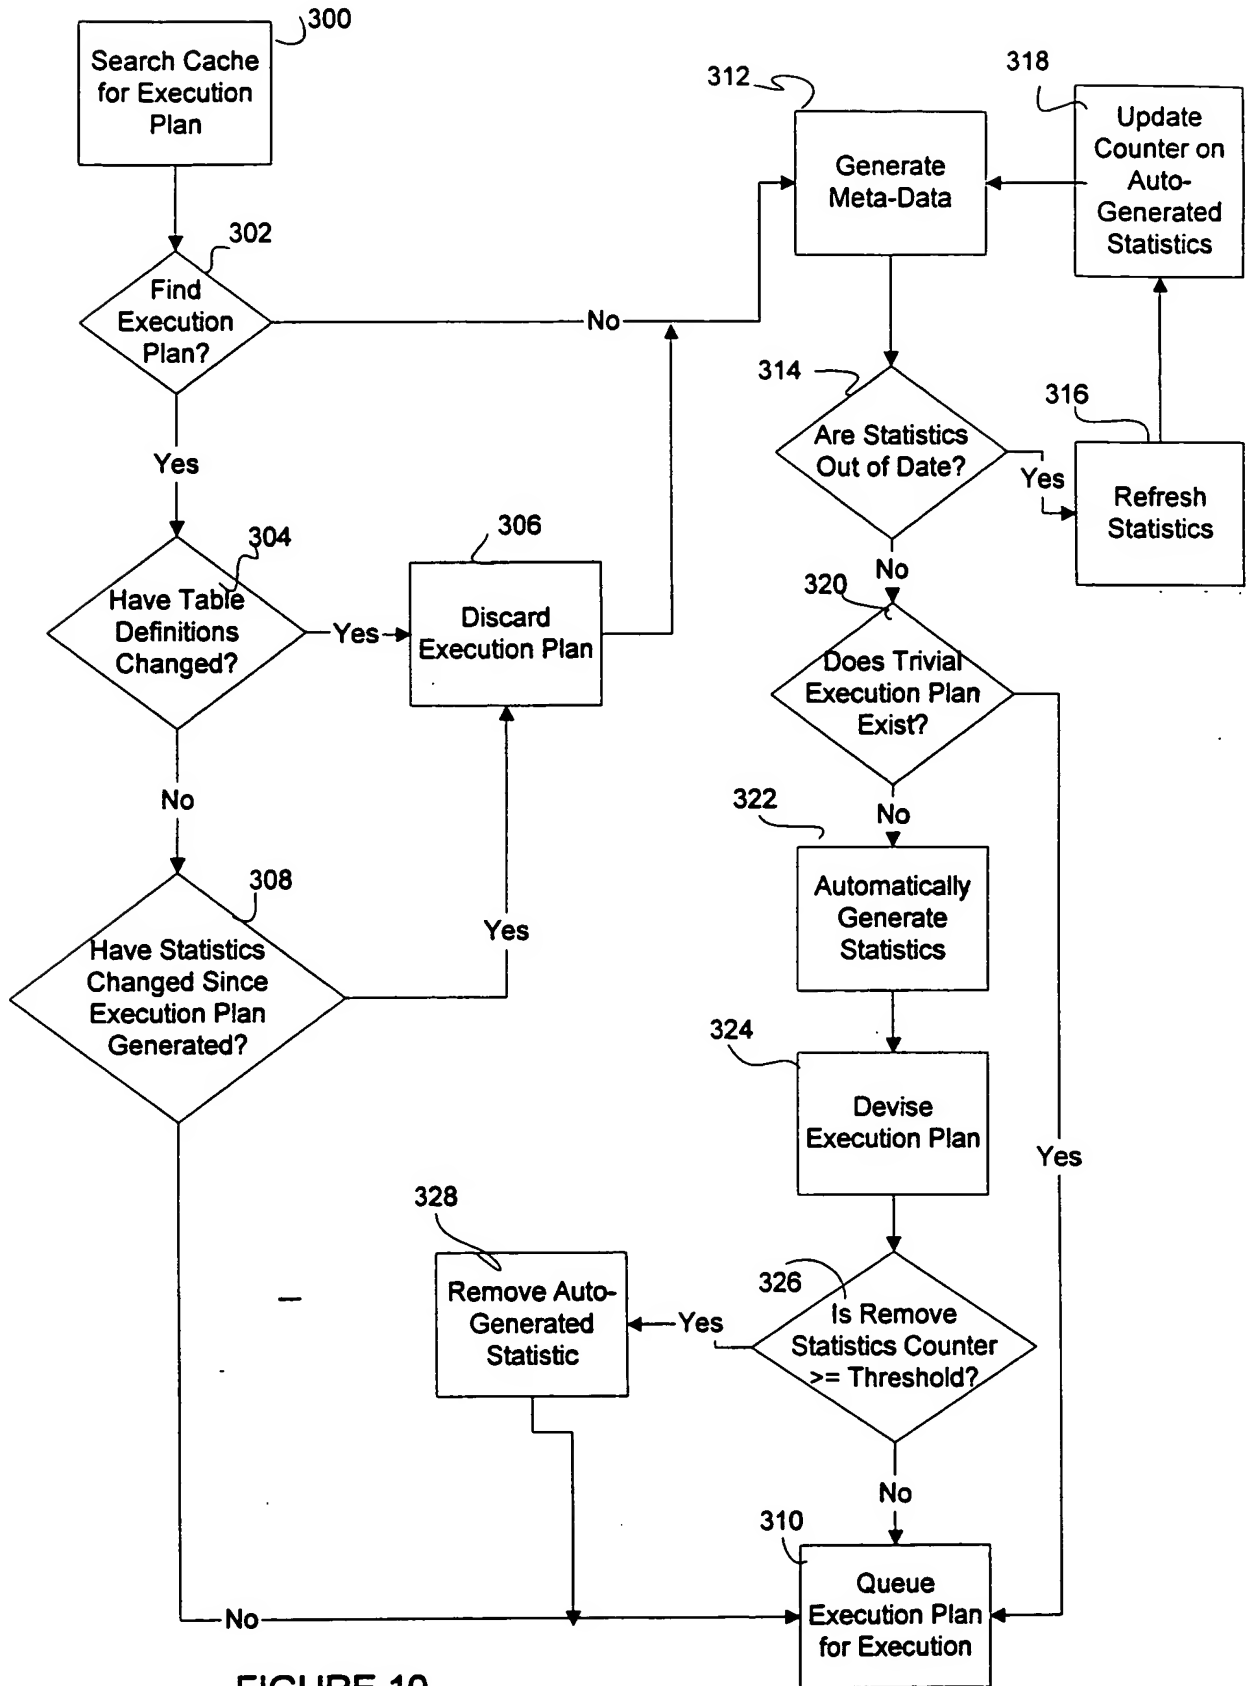 300
Search Cache
for Execution
Plan
302
Find
Execution
Plan?
No
Yes
304
Have Table
Definitions
Changed?
Yes
306
Discard
Execution Plan
No
308
Have Statistics
Changed Since
Execution Plan
Generated?
Yes
No
312
Generate
Meta-Data
318
Update
Counter on
Auto-
Generated
Statistics
314
Are Statistics
Out of Date?
Yes
316
Refresh
Statistics
No
320
Does Trivial
Execution Plan
Exist?
Yes
No
322
Automatically
Generate
Statistics
324
Devise
Execution Plan
326
Is Remove
Statistics Counter
>= Threshold?
Yes
328
Remove Auto-
Generated
Statistic
No
310
Queue
Execution Plan
for Execution
FIGURE 10